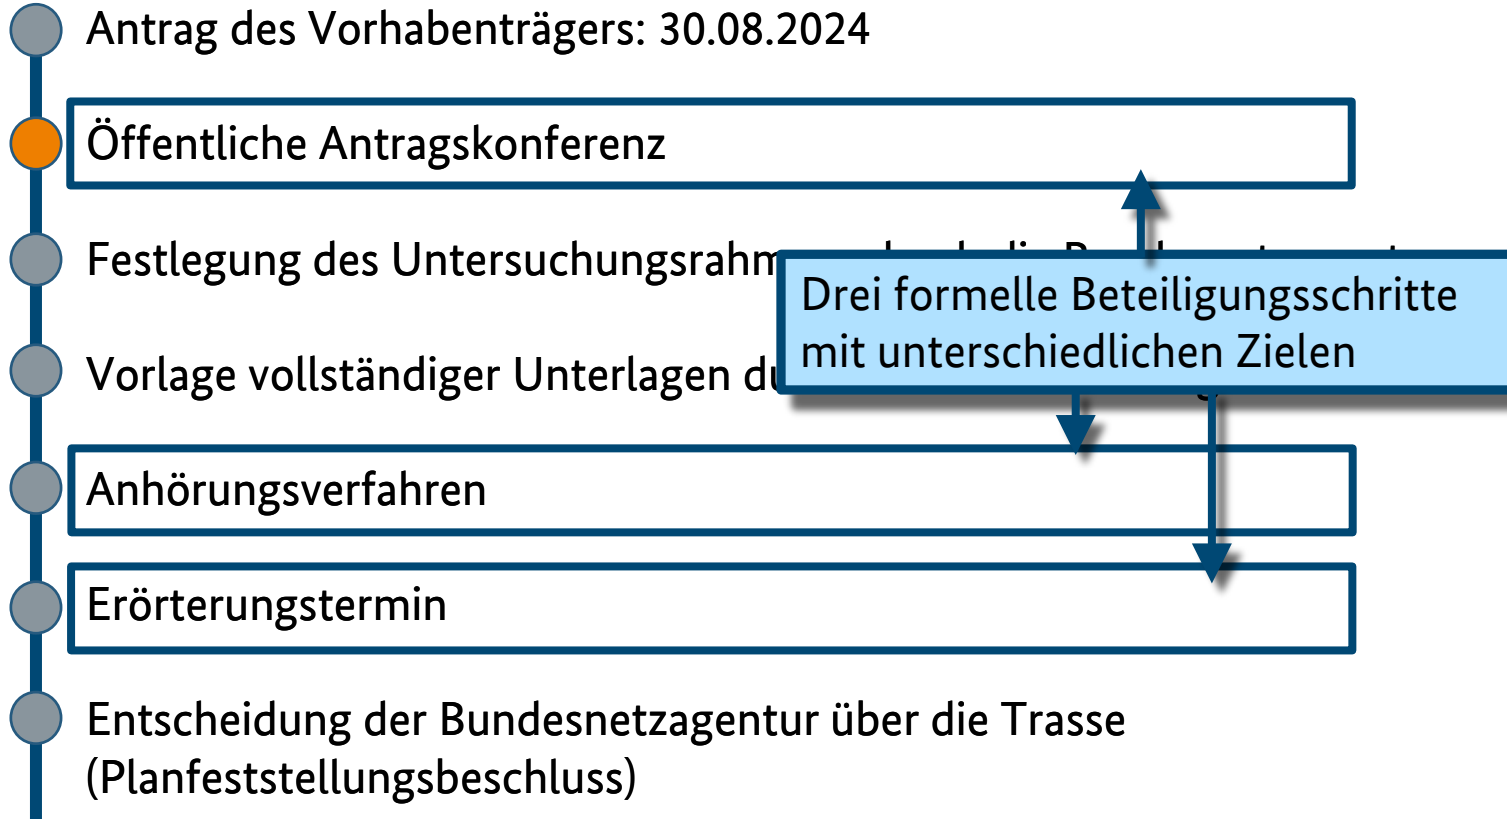 Antrag des Vorhabenträgers: 30.08.2024
Öffentliche Antragskonferenz
Festlegung des Untersuchungsrahm
Drei formelle Beteiligungsschritte
mit unterschiedlichen Zielen
Vorlage vollständiger Unterlagen
Anhörungsverfahren
Erörterungstermin
Entscheidung der Bundesnetzagentur über die Trasse
(Planfeststellungsbeschluss)